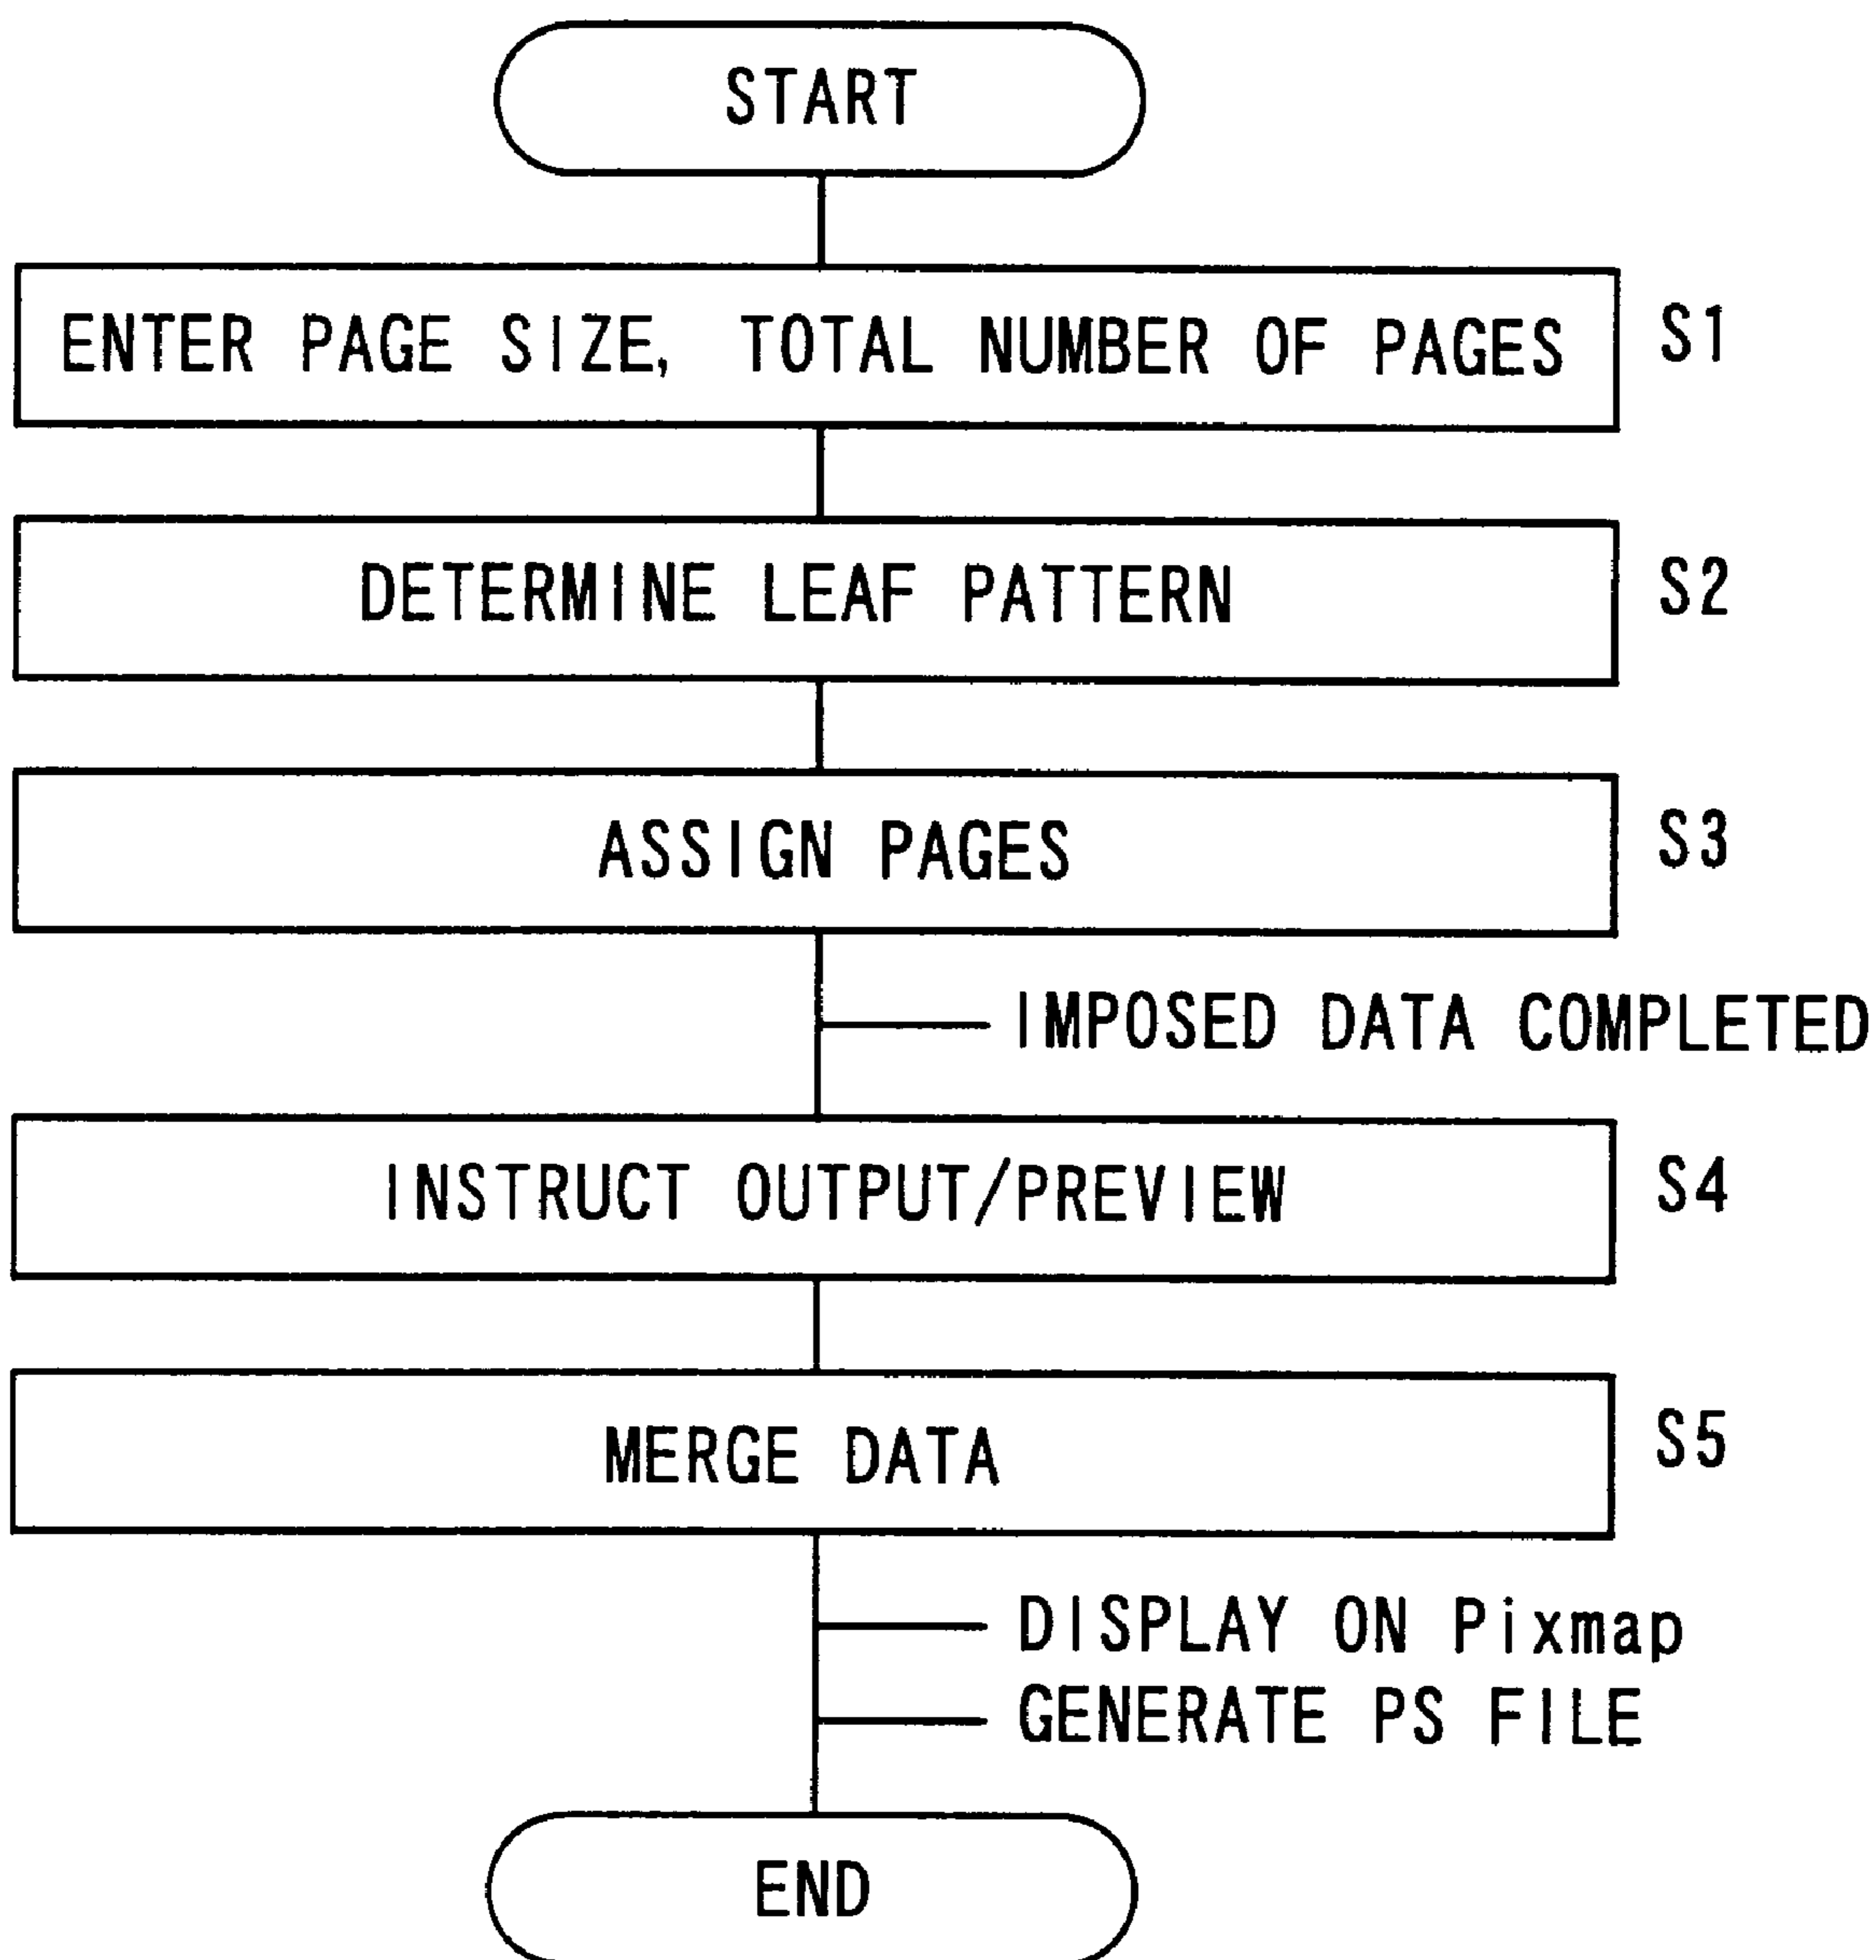 START
ENTER PAGE SIZE, TOTAL NUMBER OF PAGES S1
DETERMINE LEAF PATTERN S2
ASSIGN PAGES S3
IMPOSED DATA COMPLETED
INSTRUCT OUTPUT/PREVIEW S4
MERGE DATA S5
DISPLAY ON Pixmap
GENERATE PS FILE
END